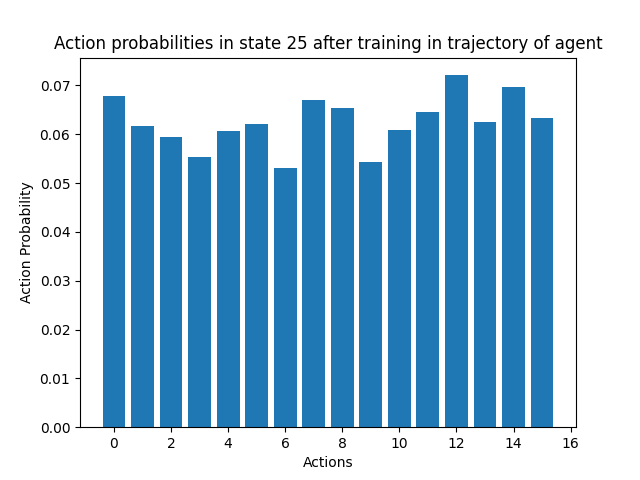 Action probabilities in state 25 after training in trajectory of agent
0.07
0.06
0.05
0.04
0.03
0.02
0.01
0.00
Action Probability
0 2 4 6 8 10 12 14 16
Actions